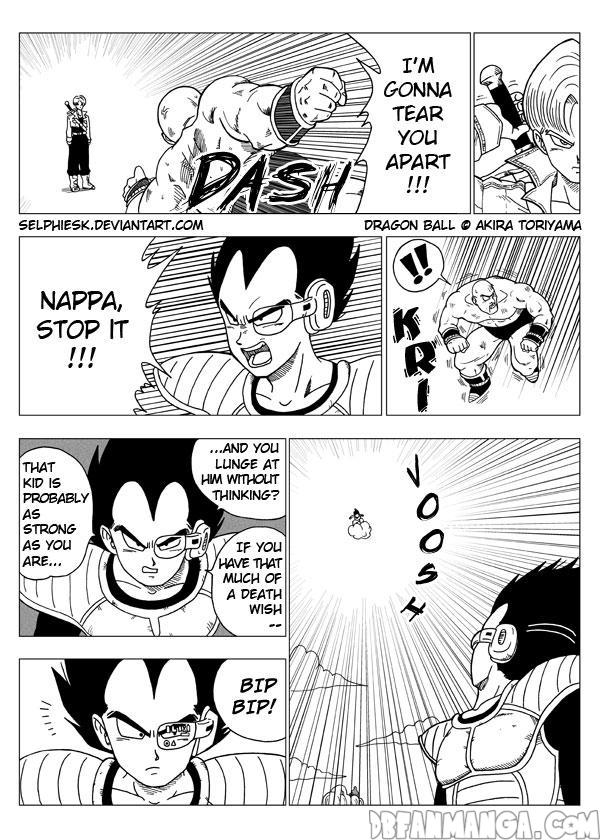 I'M
GONNA
TEAR
YOU
APART
!!!
DASH
SELPHIESK.DEVIANTART.COM
DRAGON BALL © AKIRA TORIYAMA
NAPPA,
STOP IT
!!!
!!
KRI
THAT
KID IS
PROBABLY
AS
STRONG
AS YOU
ARE...
...AND YOU
LUNGE AT
HIM WITHOUT
THINKING?
IF YOU
HAVE THAT
MUCH OF
A DEATH
WISH
--
VOOSH
BIP
BIP!
DBFANMANGA.COM